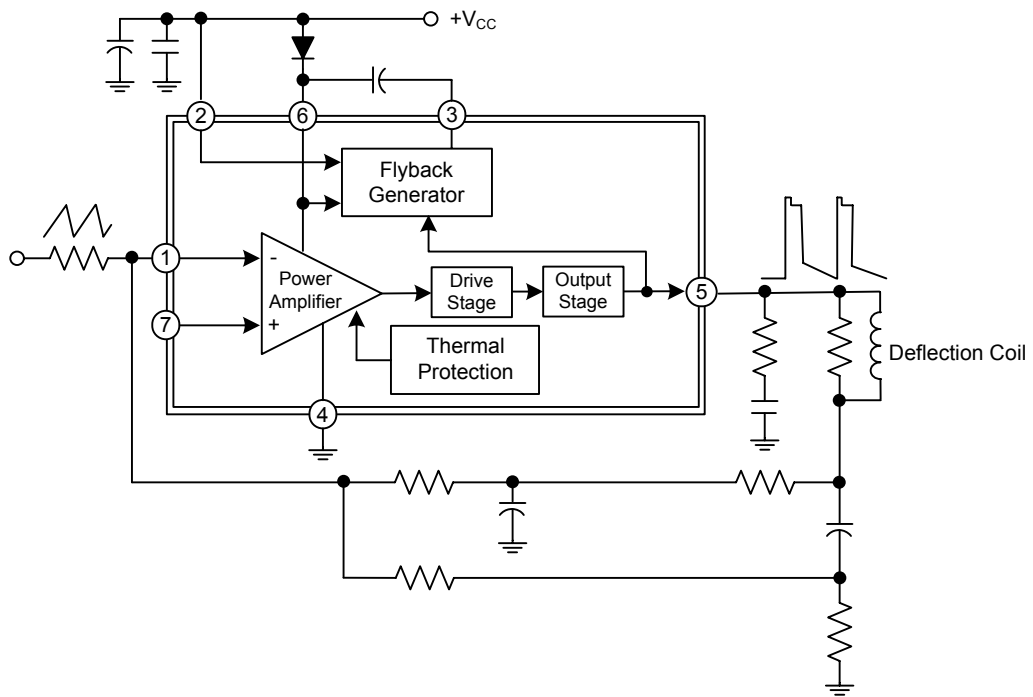 +VCC
2
6
3
Flyback
Generator
1
-
Power
Amplifier
Drive
Stage
Output
Stage
5
7
+
Thermal
Protection
Deflection Coil
4